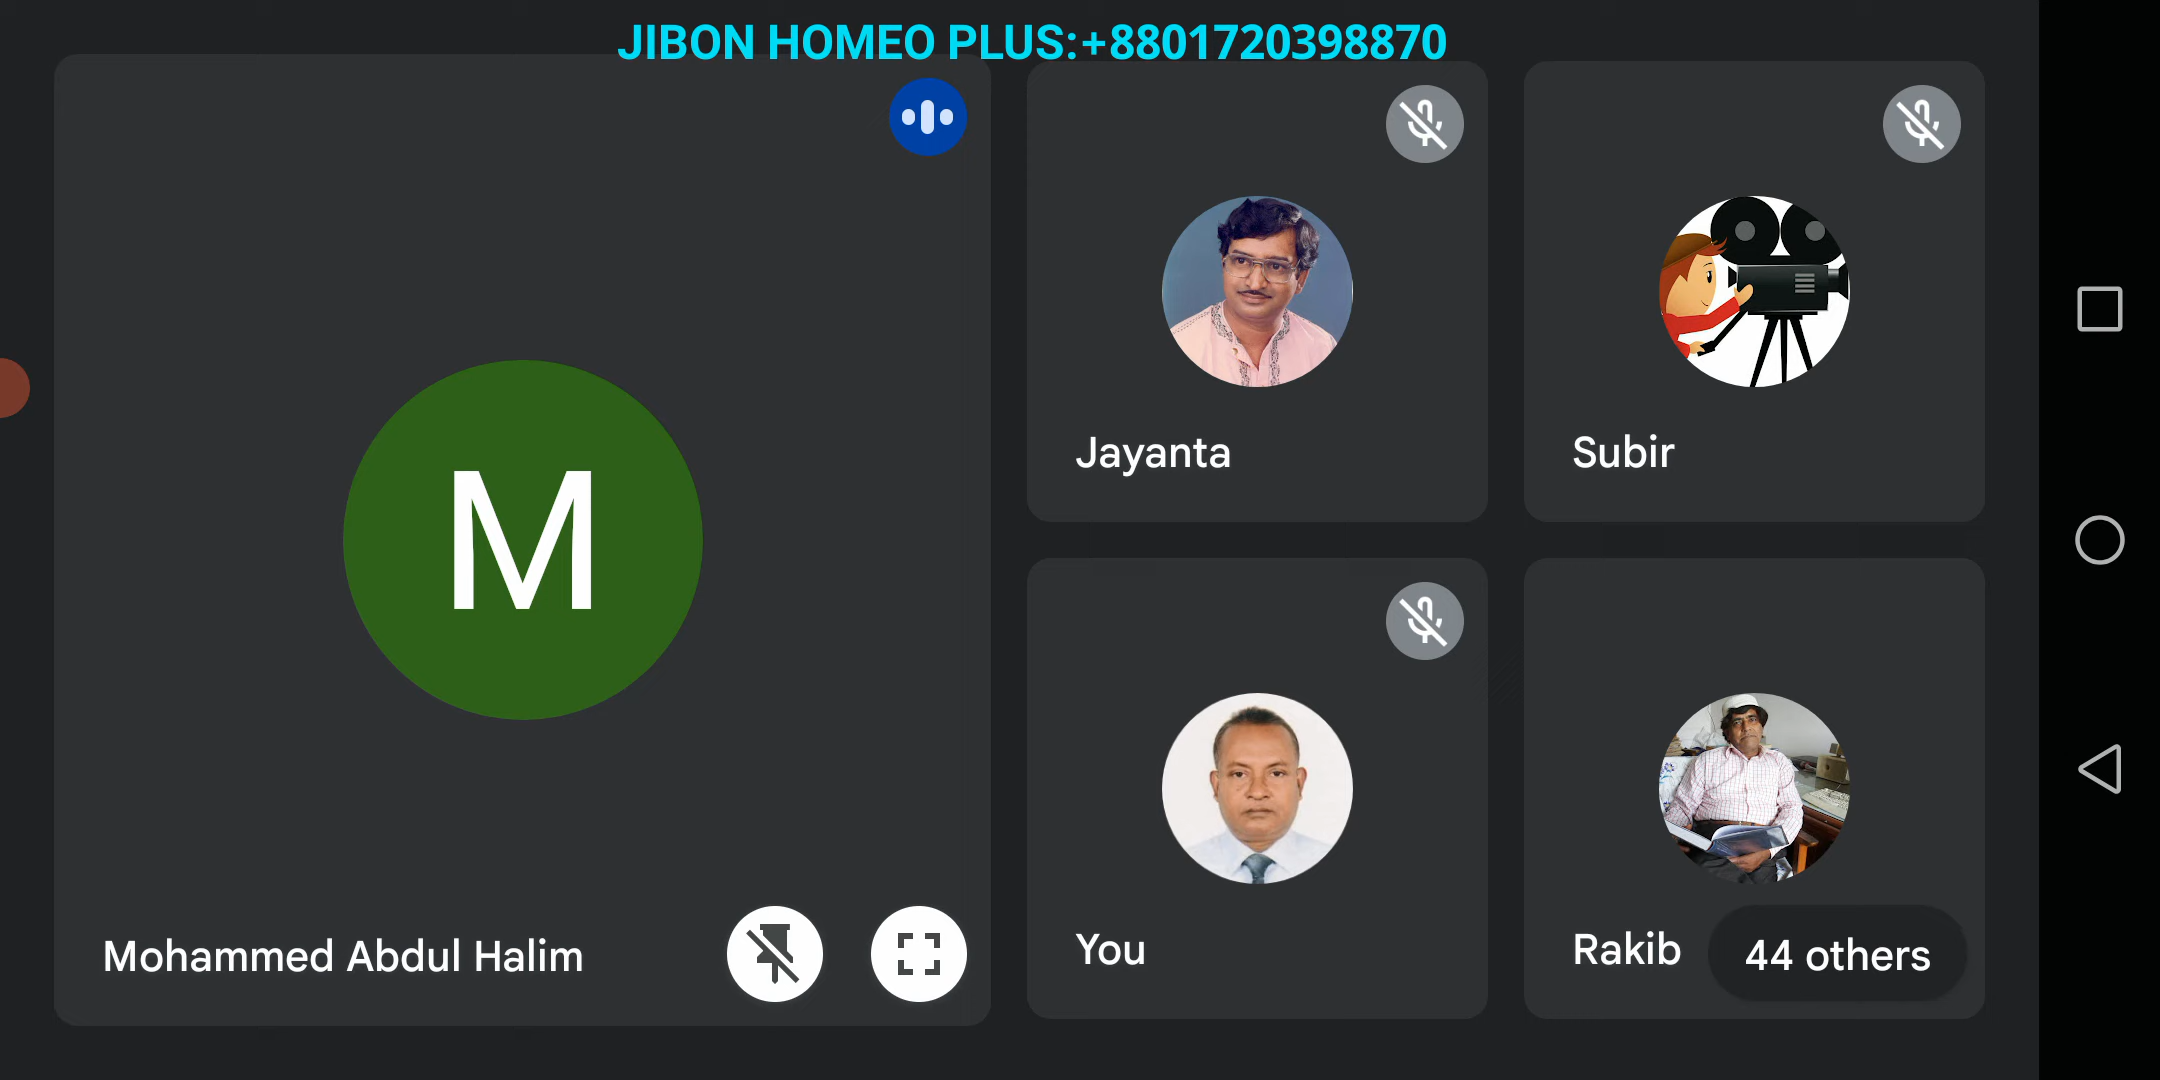 JIBON HOMEO PLUS:+8801720398870
M
Mohammed Abdul Halim
Jayanta
Subir
You
Rakib
44 others